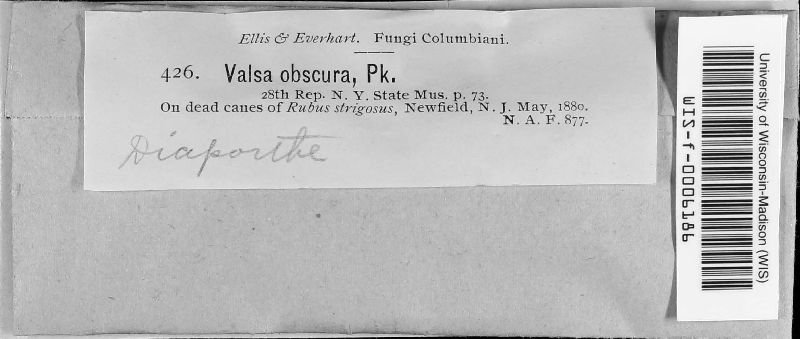 Ellis & Everhart. Fungi Columbiani.
426. Valsa obscura, Pk.
28th Rep. N. Y. State Mus. p. 73.
On dead canes of Rubus strigosus, Newfield, N. J. May, 1880.
N. A. F. 877.
Diaporthe
University of Wisconsin-Madison (WIS)
WIS-f-0006186